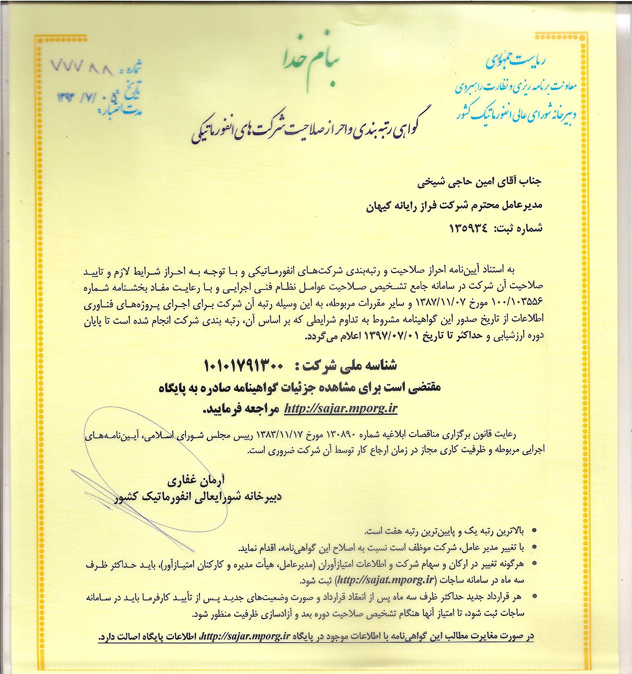 بنام خدا
ریاست جمهوری
معاونت برنامه ریزی و نظارت راهبردی
دبیرخانه شورای عالی انفورماتیک کشور
شماره: ۷۷۷۸۸
تاریخ: ۱۳۹۴/۷/۰۵
مدت اعتبار:
گواهی رتبه بندی و احراز صلاحیت شرکت های انفورماتیکی
جناب آقای امین حاجی شیخی
مدیرعامل محترم شرکت فراز رایانه کیهان
شماره ثبت: ۱۳۵۹۳٤
به استناد آیین‌نامه احراز صلاحیت و رتبه‌بندی شرکت‌های انفورماتیکی و با توجه به احراز شرایط لازم و تایید
صلاحیت آن شرکت در سامانه جامع تشخیص صلاحیت عوامل نظام فنی اجرایی و با رعایت مفاد بخشنامه شماره
۱۰۰/۱۰۳۵۵۶ مورخ ۱۳۸۷/۱۱/۰۷ و سایر مقررات مربوطه، به این وسیله رتبه آن شرکت برای اجرای پروژه‌های فناوری
اطلاعات از تاریخ صدور این گواهینامه مشروط به تداوم شرایطی که بر اساس آن، رتبه بندی شرکت انجام شده است تا پایان
دوره ارزشیابی و حداکثر تا تاریخ ۱۳۹۷/۰۷/۰۱ اعلام می‌گردد.
شناسه ملی شرکت : ۱۰۱۰۱۷۹۱۳۰۰
مقتضی است برای مشاهده جزئیات گواهینامه صادره به پایگاه
http://sajar.mporg.ir مراجعه فرمایید.
رعایت قانون برگزاری مناقصات ابلاغیه شماره ۱۳۰۸۹۰ مورخ ۱۳۸۳/۱۱/۱۷ رییس مجلس شورای اسلامی، آیین‌نامه‌های
اجرایی مربوطه و ظرفیت کاری مجاز در زمان ارجاع کار توسط آن شرکت ضروری است.
آرمان غفاری
دبیرخانه شورایعالی انفورماتیک کشور
• بالاترین رتبه یک و پایین‌ترین رتبه هفت است.
• با تغییر مدیر عامل، شرکت موظف است نسبت به اصلاح این گواهی‌نامه، اقدام نماید.
• هرگونه تغییر در ارکان و سهام شرکت و اطلاعات امتیازآوران (مدیرعامل، هیأت مدیره و کارکنان امتیازآور)، باید حداکثر ظرف
سه ماه در سامانه ساجات (http://sajat.mporg.ir) ثبت شود.
• هر قرارداد جدید حداکثر ظرف سه ماه پس از انعقاد قرارداد و صورت وضعیت‌های جدید پس از تأیید کارفرما باید در سامانه
ساجات ثبت شود، تا امتیاز آنها هنگام تشخیص صلاحیت دوره بعد و آزادسازی ظرفیت منظور شود.
در صورت مغایرت مطالب این گواهی‌نامه با اطلاعات موجود در پایگاه http://sajar.mporg.ir، اطلاعات پایگاه اصالت دارد.